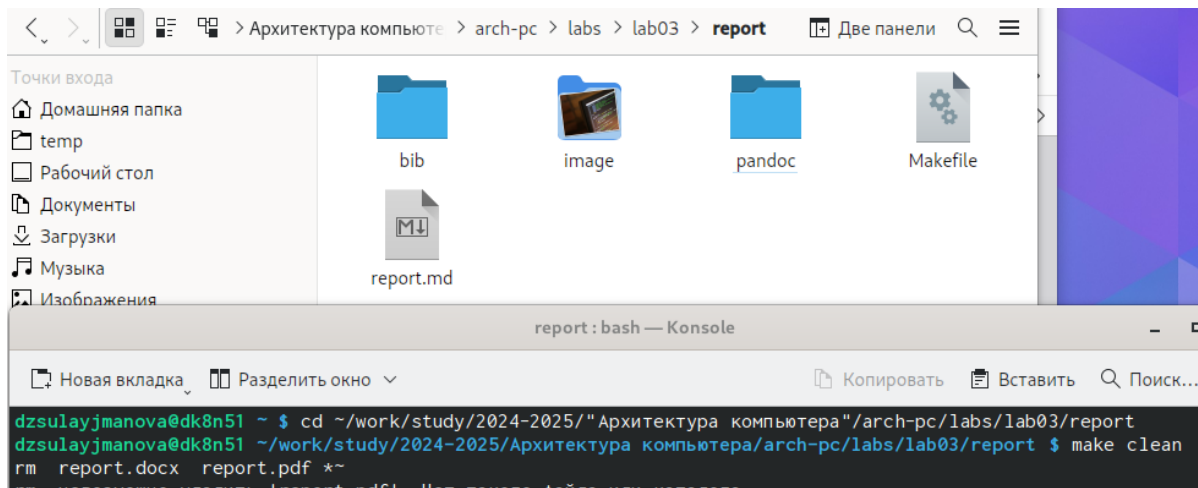 > Архитектура компьюте > arch-pc > labs > lab03 > report Две панели
Точки входа
Домашняя папка
temp
Рабочий стол
Документы
Загрузки
Музыка
Изображения
bib image pandoc Makefile
report.md
report : bash — Konsole
Новая вкладка Разделить окно Копировать Вставить Поиск...
dzsulayjmanova@dk8n51 ~ $ cd ~/work/study/2024-2025/"Архитектура компьютера"/arch-pc/labs/lab03/report
dzsulayjmanova@dk8n51 ~/work/study/2024-2025/Архитектура компьютера/arch-pc/labs/lab03/report $ make clean
rm report.docx report.pdf *~